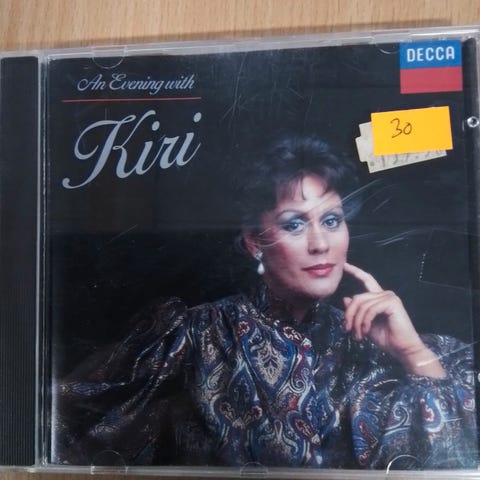 An Evening with
Kiri
DECCA
30